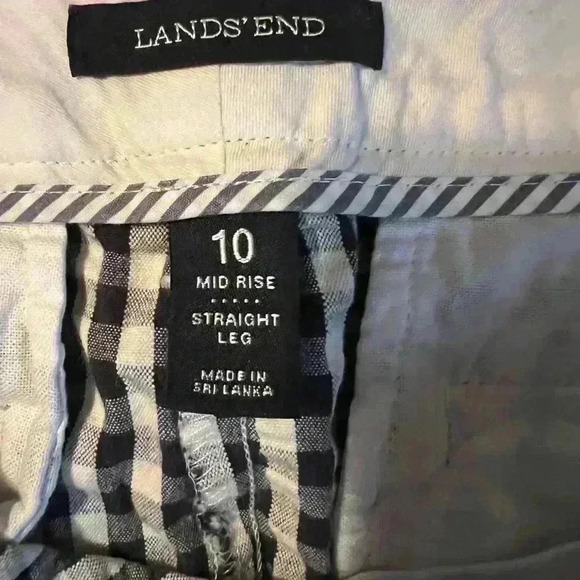 LANDS' END
10
MID RISE
.....
STRAIGHT
LEG
MADE IN
SRI LANKA